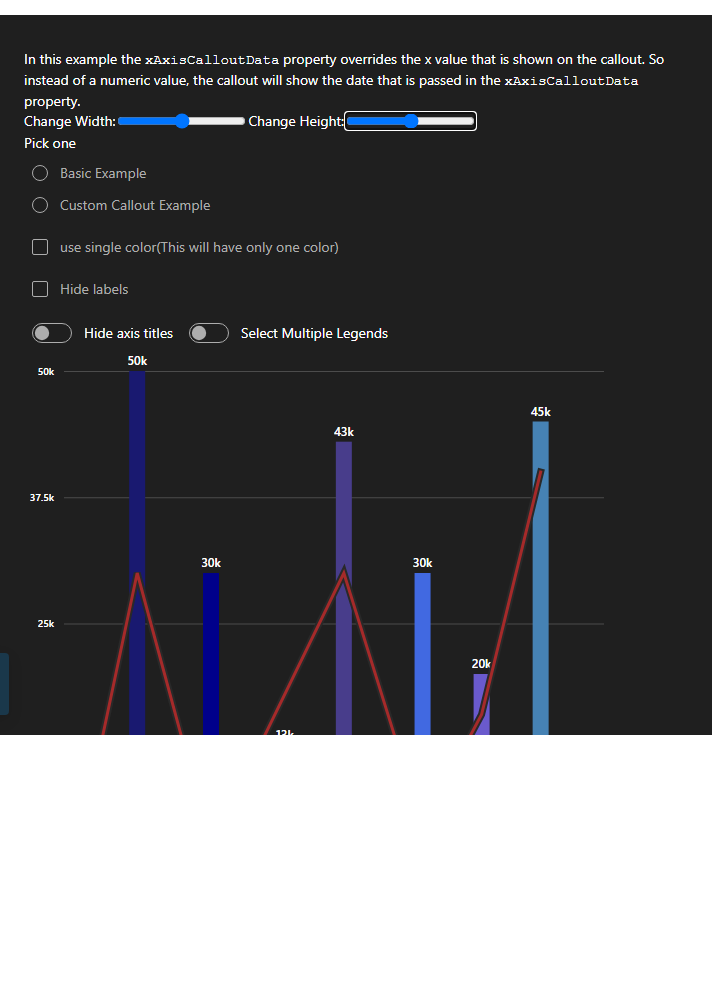 In this example the xAxisCalloutData property overrides the x value that is shown on the callout. So
instead of a numeric value, the callout will show the date that is passed in the xAxisCalloutData
property.
Change Width: Change Height:
Pick one
Basic Example
Custom Callout Example
use single color(This will have only one color)
Hide labels
Hide axis titles Select Multiple Legends
50k
50k
45k
43k
37.5k
30k 30k
25k
20k
13k